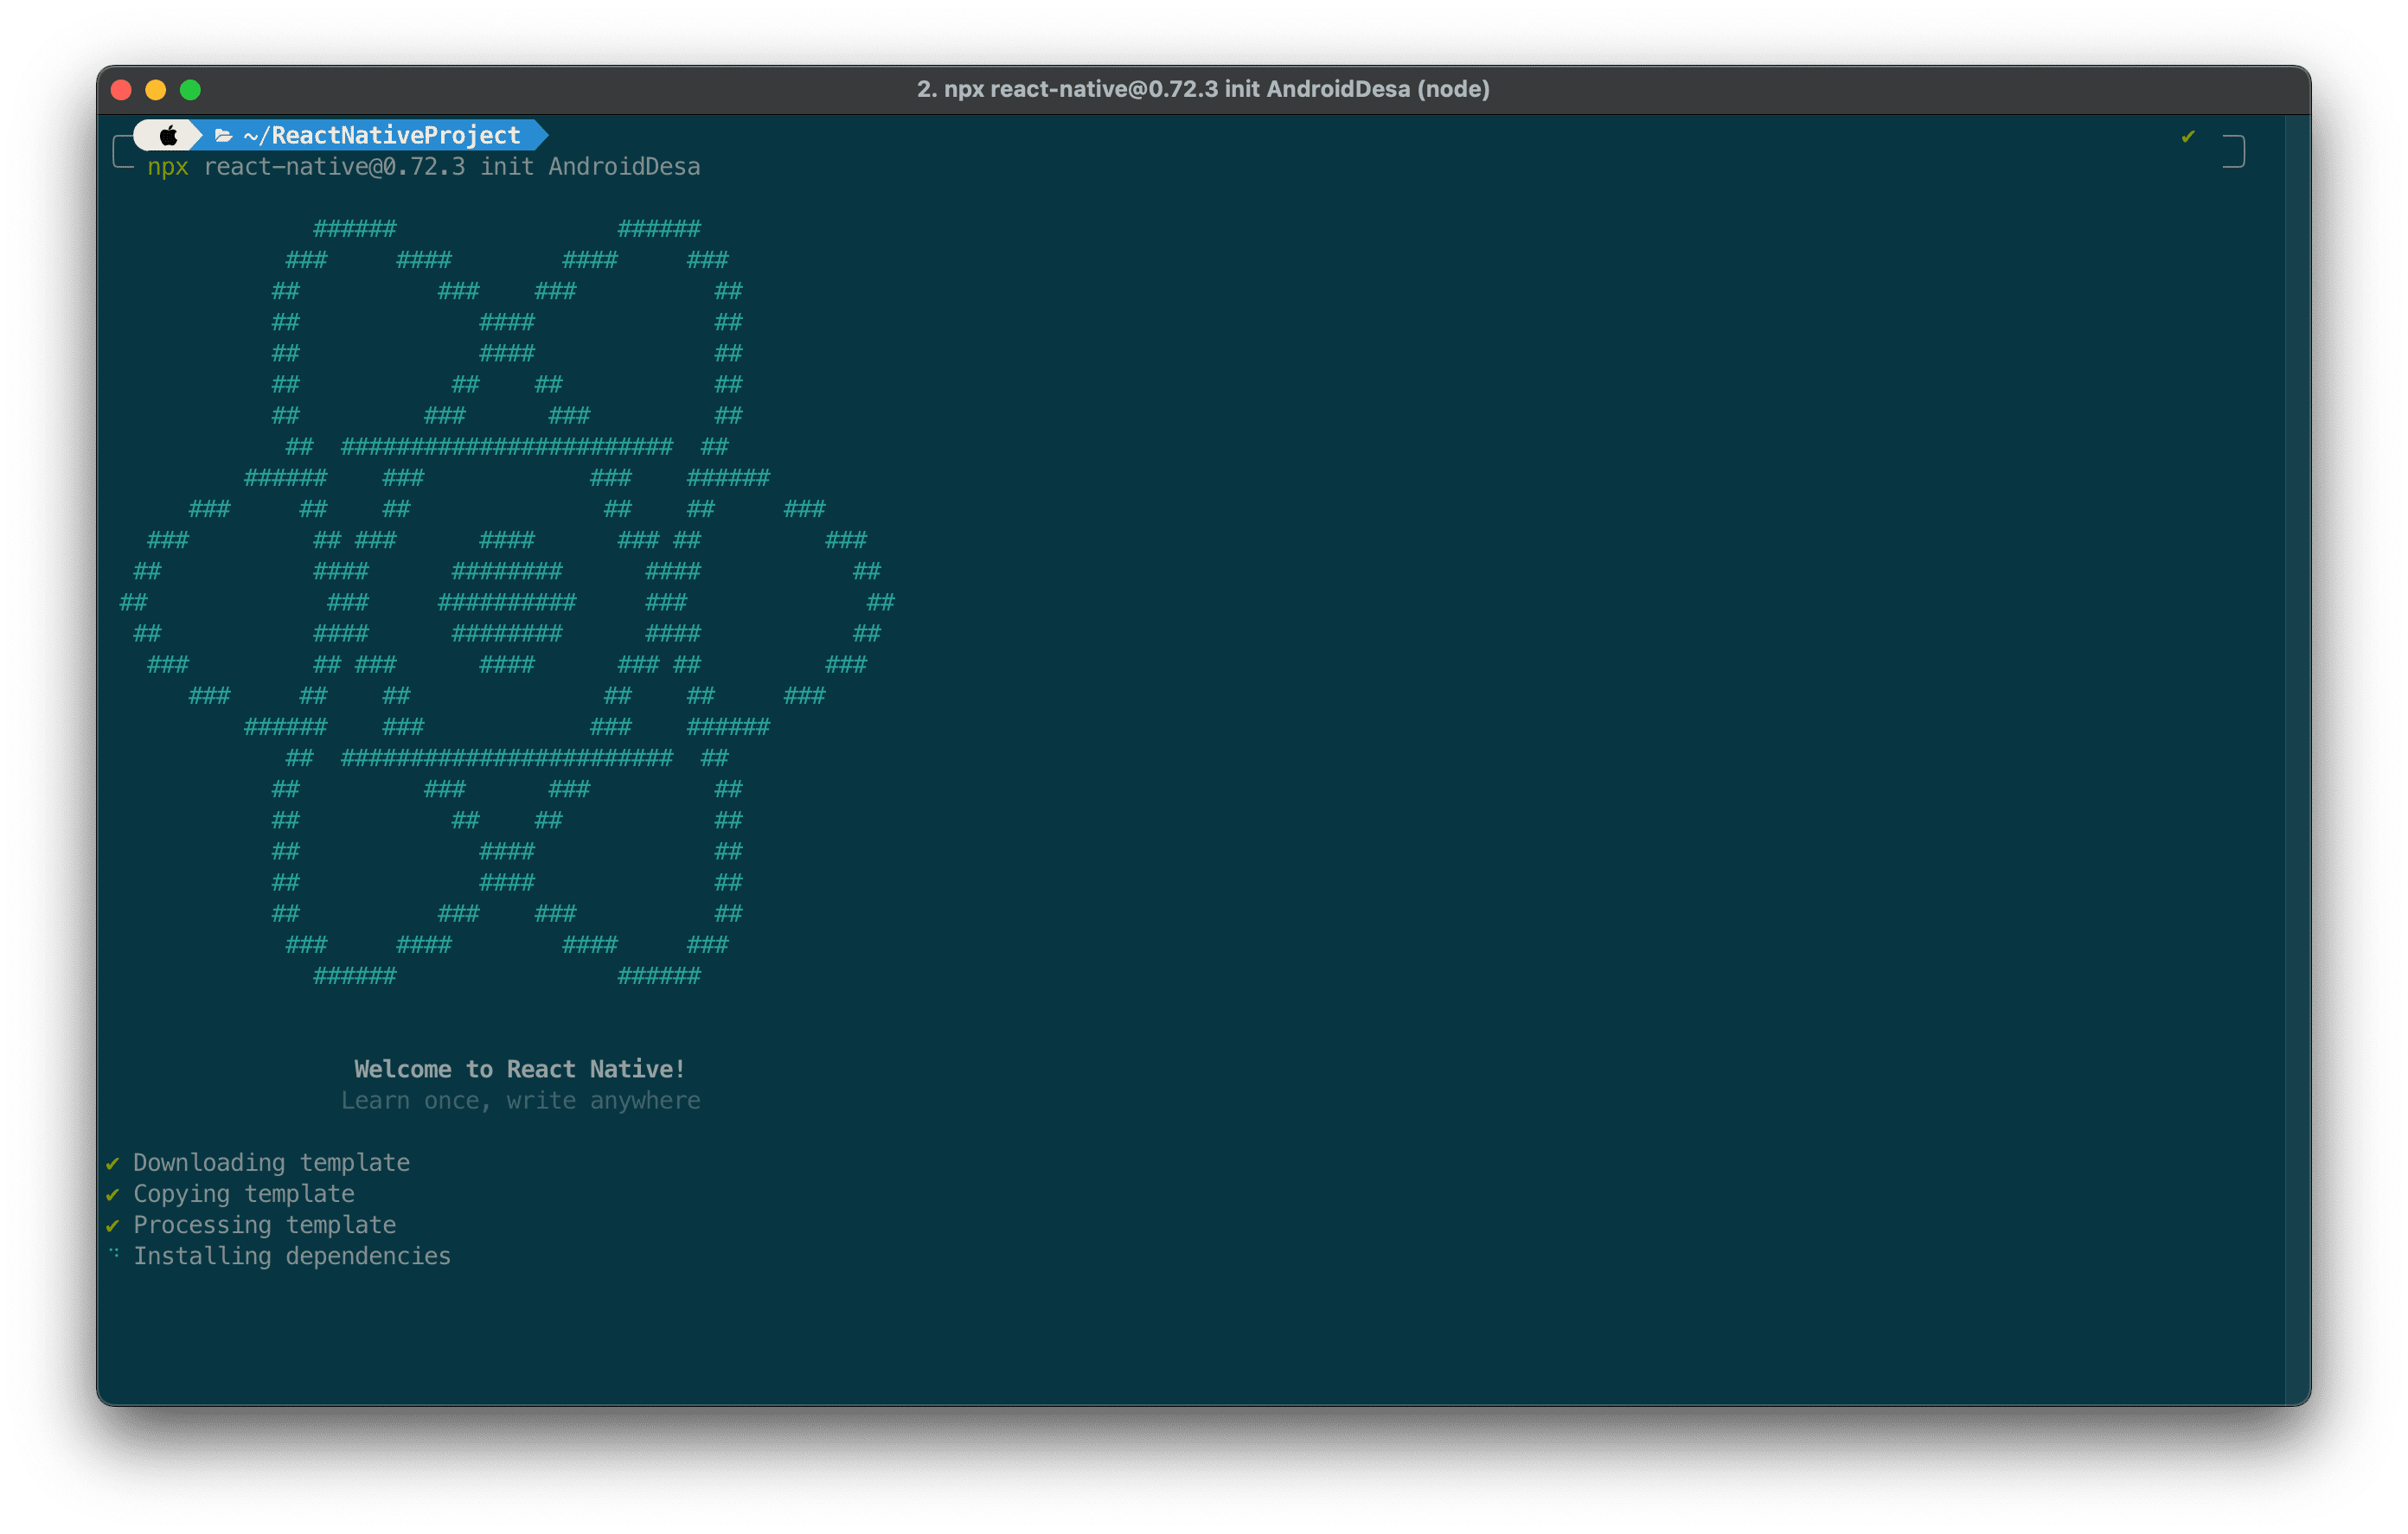 2. npx react-native@0.72.3 init AndroidDesa (node)
~/ReactNativeProject ✔
npx react-native@0.72.3 init AndroidDesa
               ######                ######
             ###     ####        ####     ###
            ##          ###    ###          ##
            ##             ####             ##
            ##             ####             ##
            ##           ##    ##           ##
            ##         ###      ###         ##
             ##  ########################  ##
          ######    ###            ###    ######
      ###     ##    ##              ##    ##     ###
   ###         ## ###      ####      ### ##         ###
  ##           ####      ########      ####           ##
 ##             ###     ##########     ###             ##
  ##           ####      ########      ####           ##
   ###         ## ###      ####      ### ##         ###
      ###     ##    ##              ##    ##     ###
          ######    ###            ###    ######
             ##  ########################  ##
            ##         ###      ###         ##
            ##           ##    ##           ##
            ##             ####             ##
            ##             ####             ##
            ##          ###    ###          ##
             ###     ####        ####     ###
               ######                ######
Welcome to React Native!
Learn once, write anywhere
✔ Downloading template
✔ Copying template
✔ Processing template
Installing dependencies